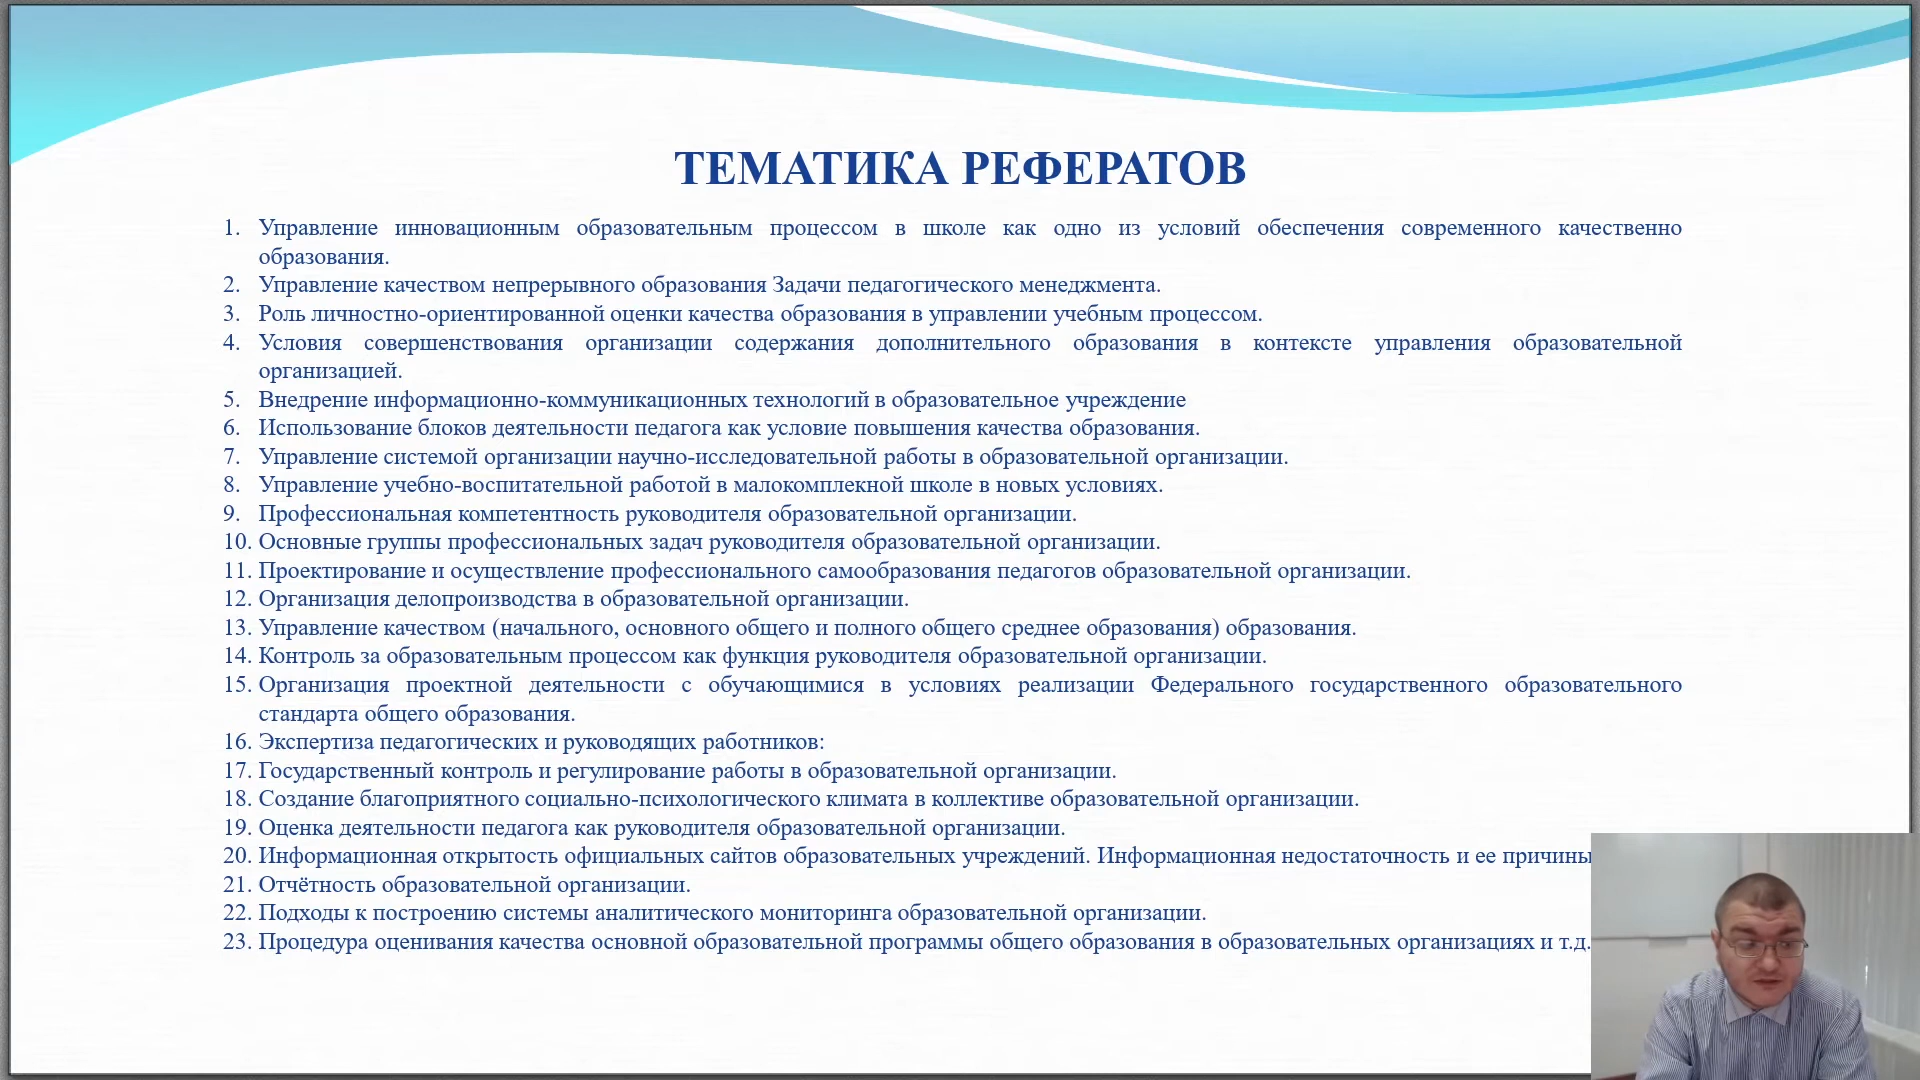 ТЕМАТИКА РЕФЕРАТОВ
1. Управление инновационным образовательным процессом в школе как одно из условий обеспечения современного качественно
образования.
2. Управление качеством непрерывного образования Задачи педагогического менеджмента.
3. Роль личностно-ориентированной оценки качества образования в управлении учебным процессом.
4. Условия совершенствования организации содержания дополнительного образования в контексте управления образовательной
организацией.
5. Внедрение информационно-коммуникационных технологий в образовательное учреждение
6. Использование блоков деятельности педагога как условие повышения качества образования.
7. Управление системой организации научно-исследовательской работы в образовательной организации.
8. Управление учебно-воспитательной работой в малокомплекной школе в новых условиях.
9. Профессиональная компетентность руководителя образовательной организации.
10. Основные группы профессиональных задач руководителя образовательной организации.
11. Проектирование и осуществление профессионального самообразования педагогов образовательной организации.
12. Организация делопроизводства в образовательной организации.
13. Управление качеством (начального, основного общего и полного общего среднее образования) образования.
14. Контроль за образовательным процессом как функция руководителя образовательной организации.
15. Организация проектной деятельности с обучающимися в условиях реализации Федерального государственного образовательного
стандарта общего образования.
16. Экспертиза педагогических и руководящих работников:
17. Государственный контроль и регулирование работы в образовательной организации.
18. Создание благоприятного социально-психологического климата в коллективе образовательной организации.
19. Оценка деятельности педагога как руководителя образовательной организации.
20. Информационная открытость официальных сайтов образовательных учреждений. Информационная недостаточность и ее причины
21. Отчётность образовательной организации.
22. Подходы к построению системы аналитического мониторинга образовательной организации.
23. Процедура оценивания качества основной образовательной программы общего образования в образовательных организациях и т.д.